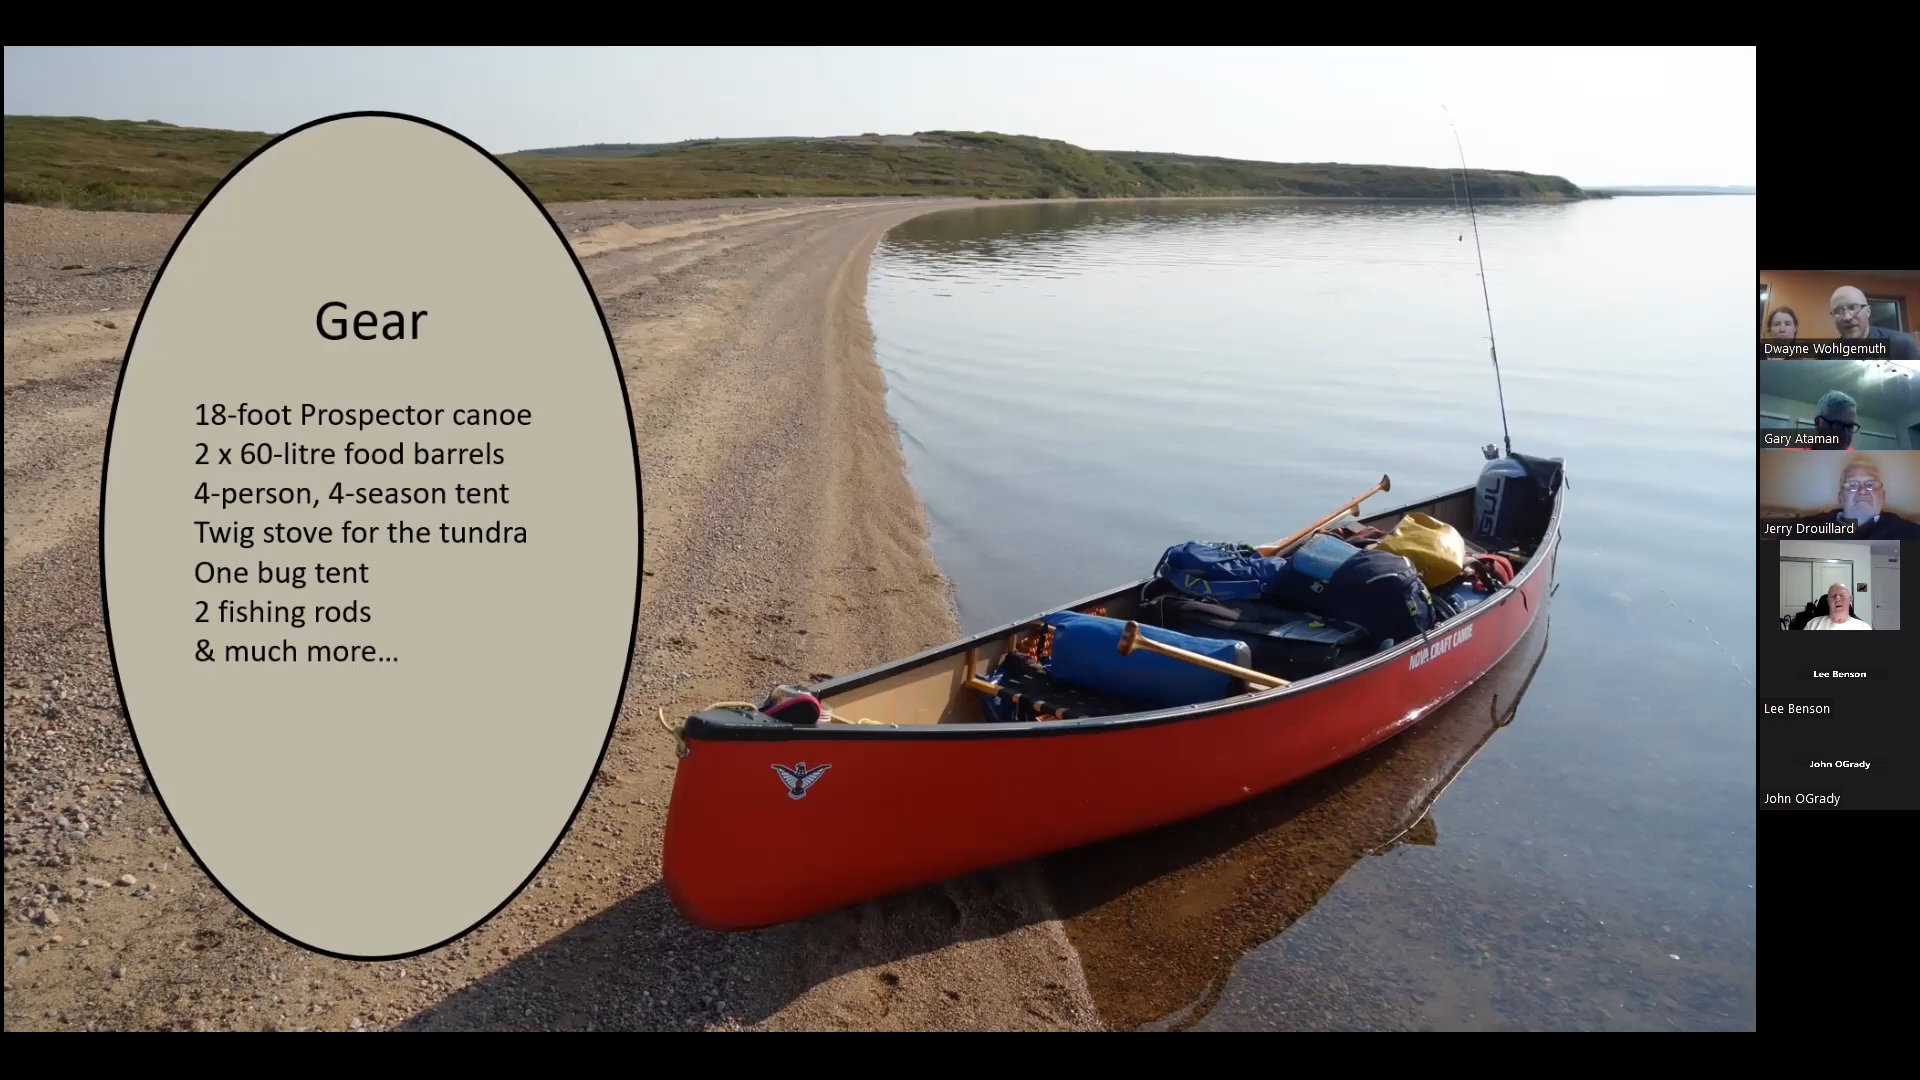 Gear
18-foot Prospector canoe
2 x 60-litre food barrels
4-person, 4-season tent
Twig stove for the tundra
One bug tent
2 fishing rods
& much more...
NOVA CRAFT CANOE
Dwayne Wohlgemuth
Gary Ataman
Jerry Drouillard
Lee Benson
Lee Benson
John OGrady
John OGrady